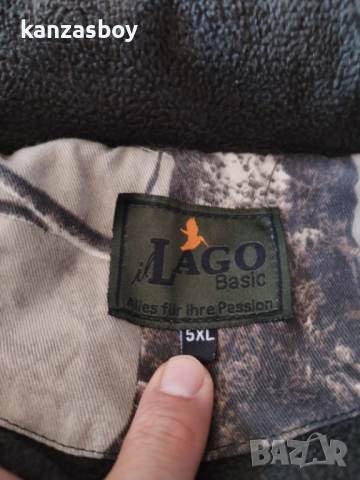 kanzasboy
il LAGO
Basic
Alles für Ihre Passion
5XL
BAZAR